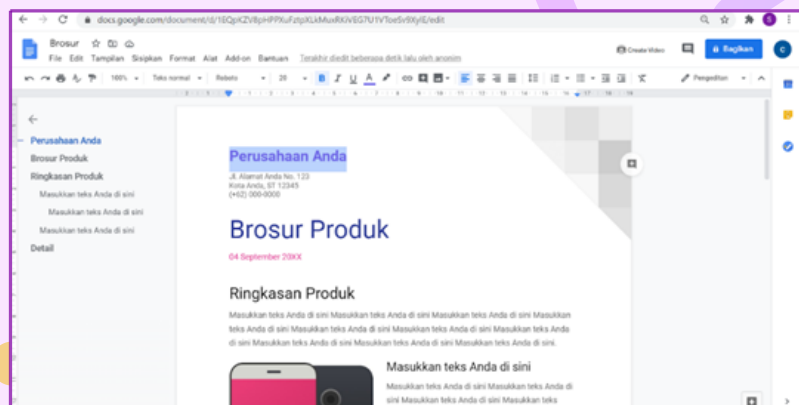 docs.google.com/document/d/1EQpKZV8pHPPXuFztpXLkMuxRKiVEG7U1VToeSv9XyIE/edit
Brosur
File Edit Tampilan Sisipkan Format Alat Add-on Bantuan Terakhir diedit beberapa detik lalu oleh anonim
Create Video
Bagikan
100% Teks normal Roboto B I U A Pengeditan
Perusahaan Anda
Brosur Produk
Ringkasan Produk
Masukkan teks Anda di sini
Masukkan teks Anda di sini
Masukkan teks Anda di sini
Detail
Perusahaan Anda
Jl. Alamat Anda No. 123
Kota Anda, ST 12345
(+62) 000-0000
Brosur Produk
04 September 20XX
Ringkasan Produk
Masukkan teks Anda di sini Masukkan teks Anda di sini Masukkan teks Anda di sini Masukkan
teks Anda di sini Masukkan teks Anda di sini Masukkan teks Anda di sini Masukkan teks Anda
di sini Masukkan teks Anda di sini Masukkan teks Anda di sini Masukkan teks Anda di sini.
Masukkan teks Anda di sini
Masukkan teks Anda di sini Masukkan teks Anda di
sini Masukkan teks Anda di sini Masukkan teks